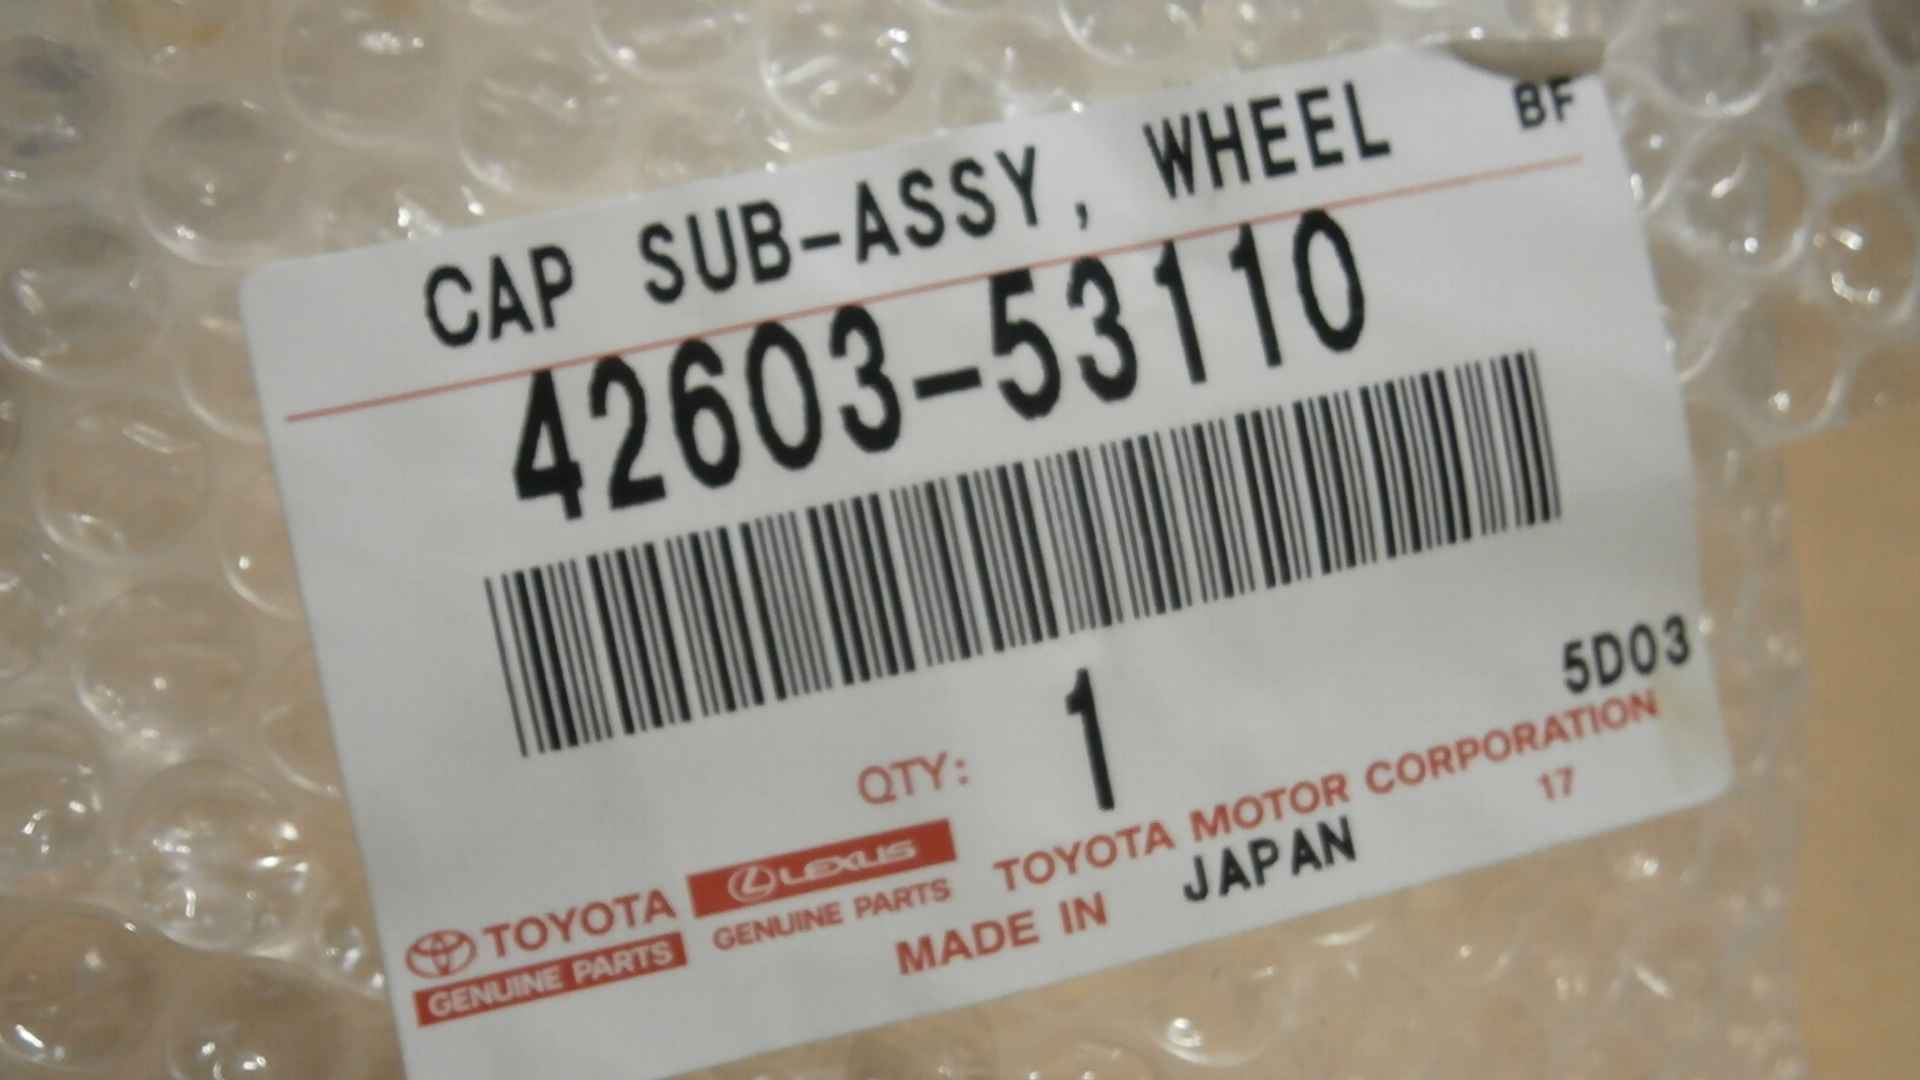 CAP SUB-ASSY, WHEEL BF
42603-53110
5D03
QTY: 1
TOYOTA LEXUS TOYOTA MOTOR CORPORATION
GENUINE PARTS GENUINE PARTS MADE IN JAPAN 17